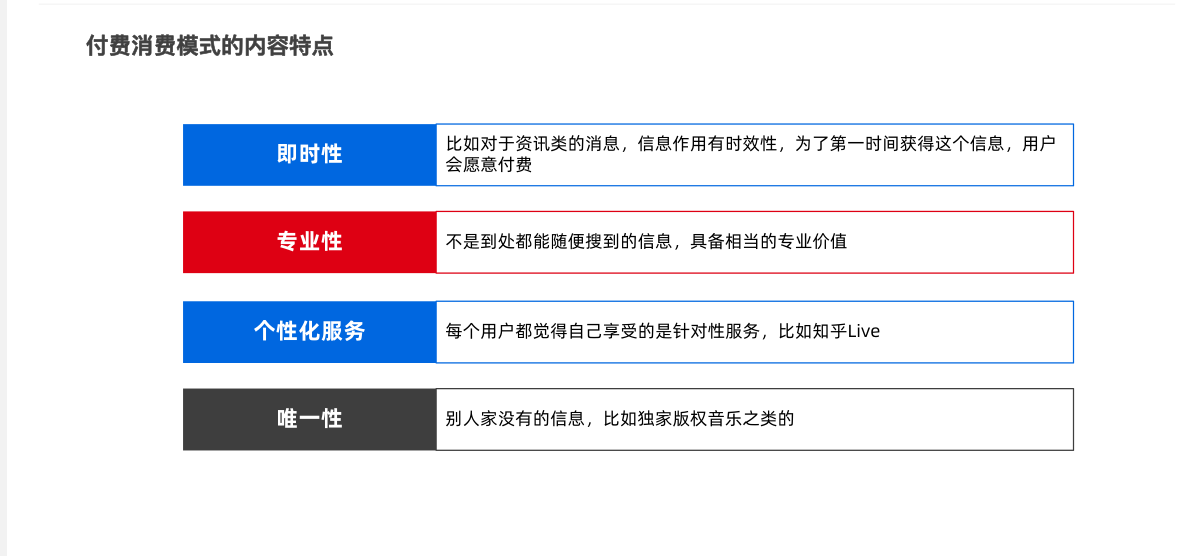 付费消费模式的内容特点
即时性
比如对于资讯类的消息，信息作用有时效性，为了第一时间获得这个信息，用户
会愿意付费
专业性
不是到处都能随便搜到的信息，具备相当的专业价值
个性化服务
每个用户都觉得自己享受的是针对性服务，比如知乎Live
唯一性
别人家没有的信息，比如独家版权音乐之类的